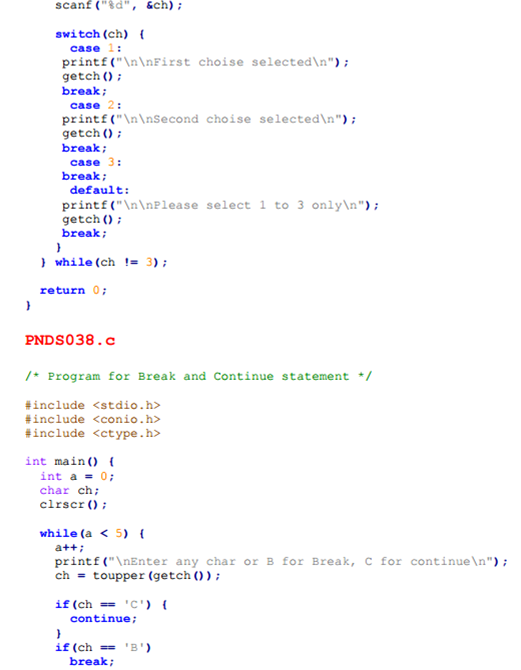 scanf("%d", &ch);
switch(ch) {
case 1:
printf("\n\nFirst choise selected\n");
getch();
break;
case 2:
printf("\n\nSecond choise selected\n");
getch();
break;
case 3:
break;
default:
printf("\n\nPlease select 1 to 3 only\n");
getch();
break;
}
} while(ch != 3);
return 0;
}
PNDS038.c
/* Program for Break and Continue statement */
#include <stdio.h>
#include <conio.h>
#include <ctype.h>
int main() {
int a = 0;
char ch;
clrscr();
while(a < 5) {
a++;
printf("\nEnter any char or B for Break, C for continue\n");
ch = toupper(getch());
if(ch == 'C') {
continue;
}
if(ch == 'B')
break;